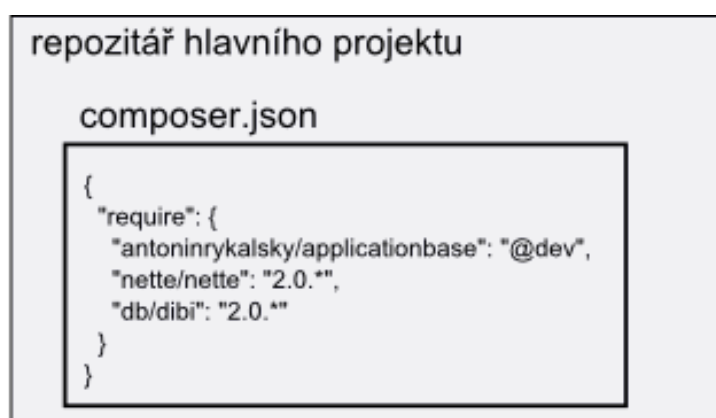 repozitář hlavního projektu
composer.json
{
"require": {
"antoninrykalsky/applicationbase": "@dev",
"nette/nette": "2.0.*",
"db/dibi": "2.0.*"
}
}